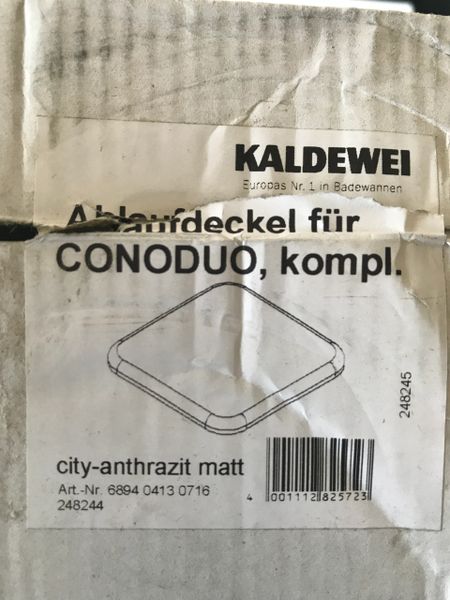 KALDEWEI
Europas Nr. 1 in Badewannen
Ablaufdeckel für
CONODUO, kompl.
248245
city-anthrazit matt
Art.-Nr. 6894 0413 0716
248244
4 001112 825723